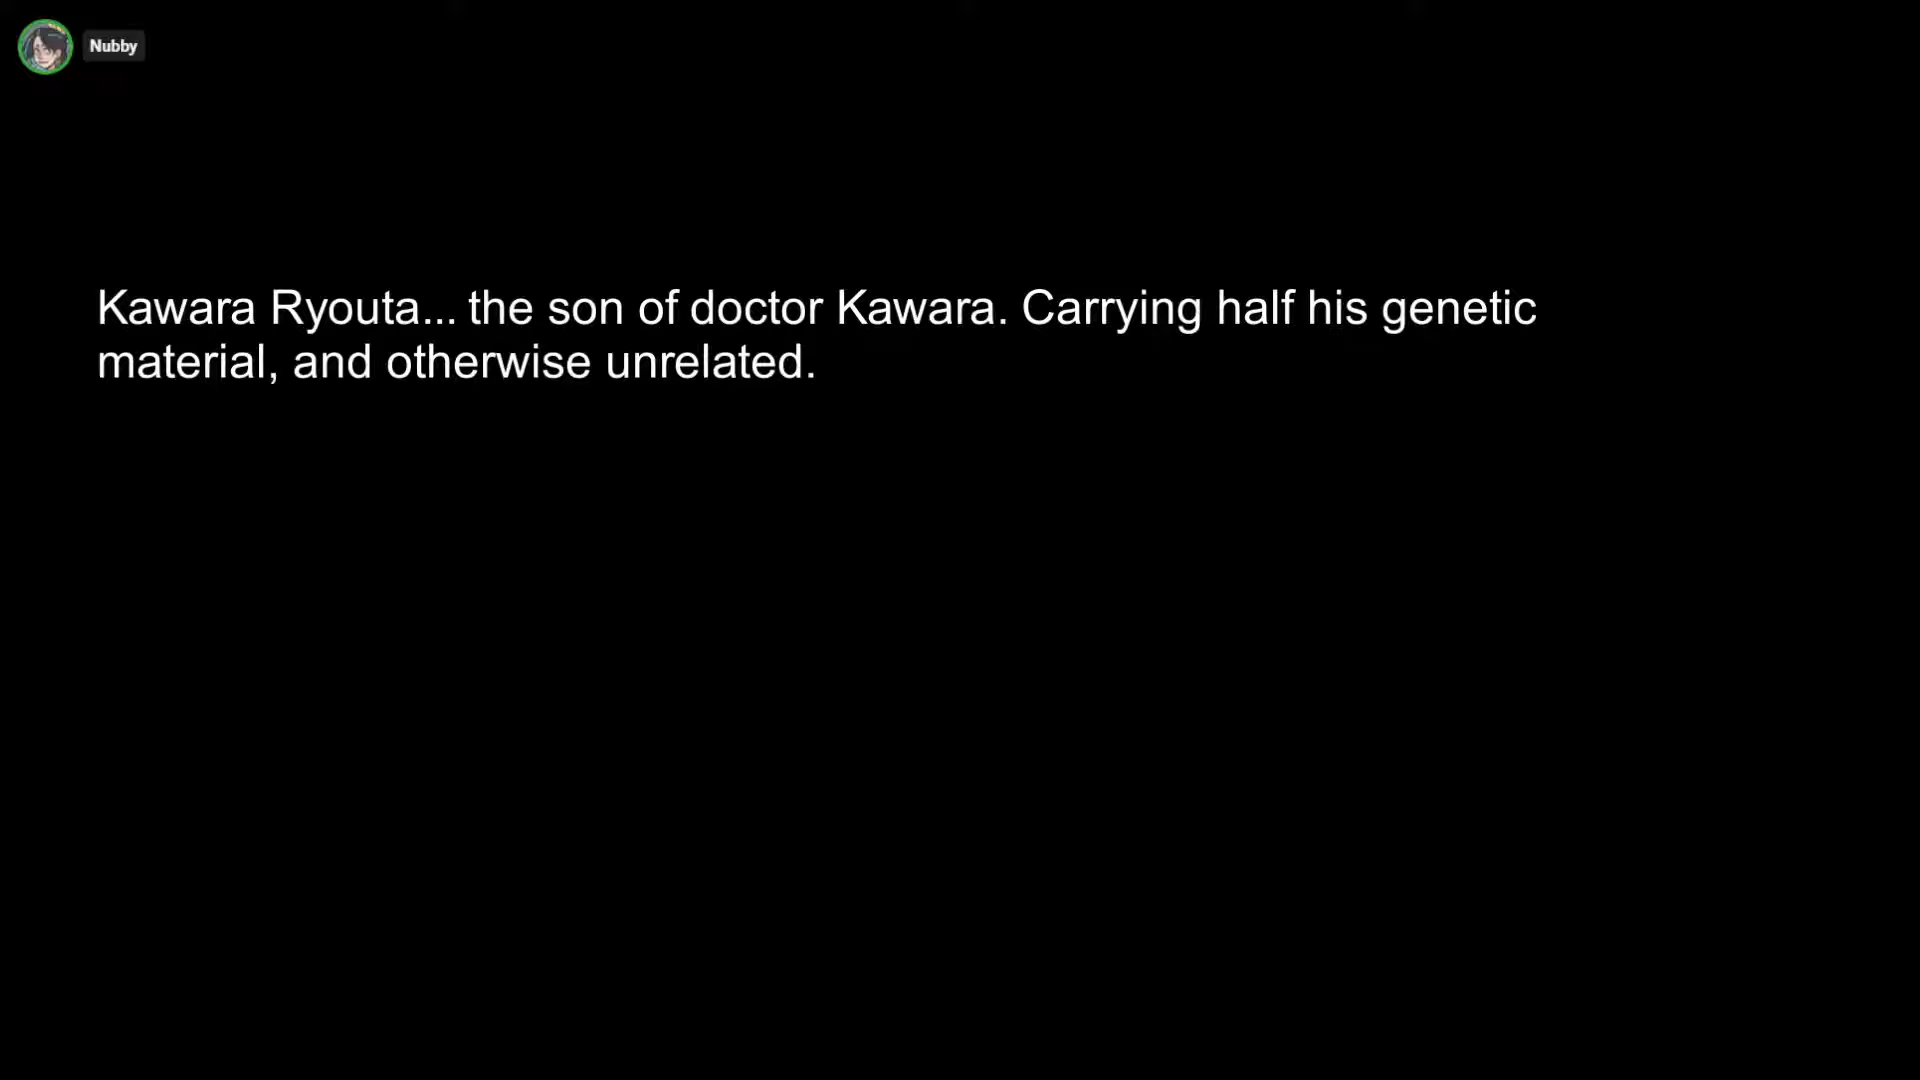 Nubby
Kawara Ryouta... the son of doctor Kawara. Carrying half his genetic
material, and otherwise unrelated.